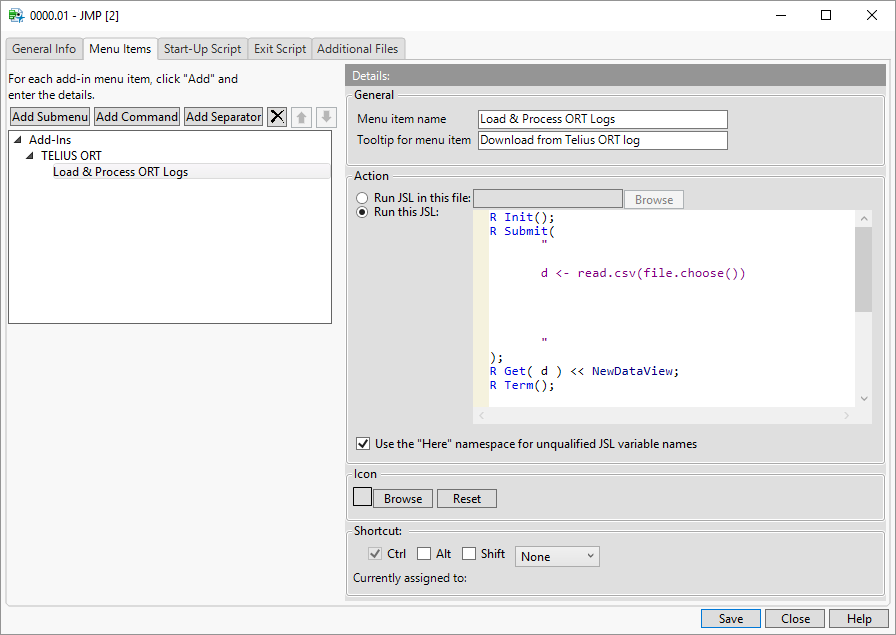 0000.01 - JMP [2]
General Info Menu Items Start-Up Script Exit Script Additional Files
For each add-in menu item, click "Add" and
enter the details.
Add Submenu Add Command Add Separator
Add-Ins
TELIUS ORT
Load & Process ORT Logs
Details:
General
Menu item name Load & Process ORT Logs
Tooltip for menu item Download from Telius ORT log
Action
Run JSL in this file: Browse
Run this JSL:
R Init();
R Submit(
"
d <- read.csv(file.choose())
"
);
R Get( d ) << NewDataView;
R Term();
Use the "Here" namespace for unqualified JSL variable names
Icon
Browse Reset
Shortcut:
Ctrl Alt Shift None
Currently assigned to:
Save Close Help